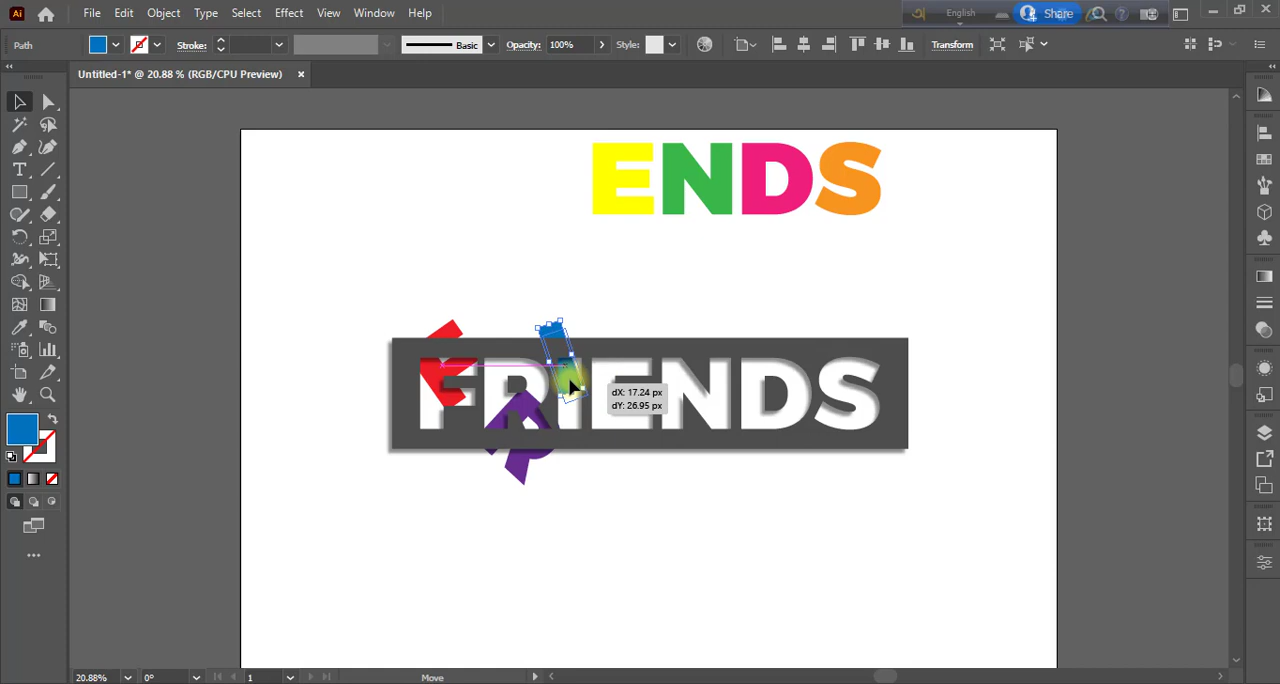 Ai File Edit Object Type Select Effect View Window Help English Share
Path Stroke: Basic Opacity: 100% Style: Transform
Untitled-1* @ 20.88 % (RGB/CPU Preview) ×
ENDS
FRIENDS
F
R
I
dX: 17.24 px
dY: 26.95 px
T
20.88% 0° 1 Move